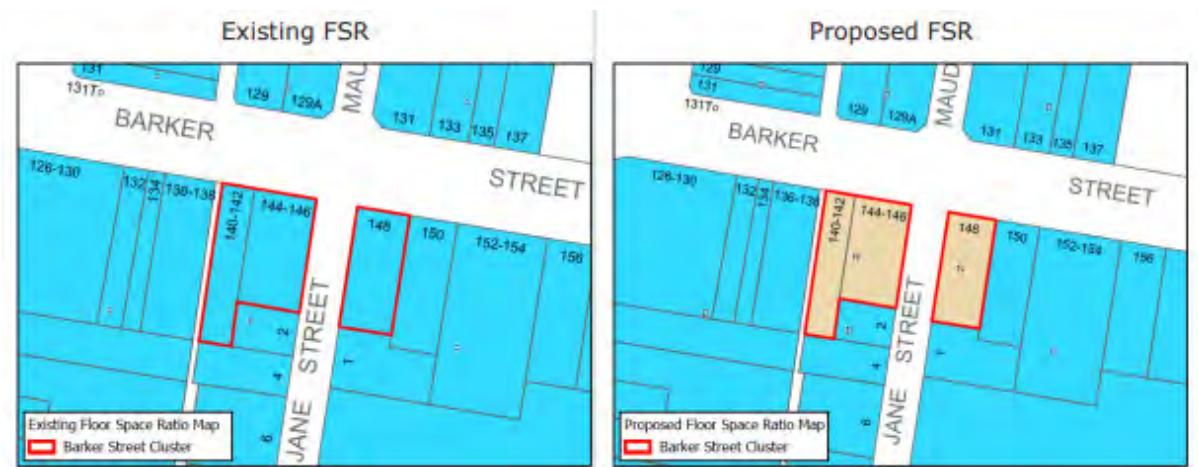 Existing FSR
131
131To
129
129A
MAU
131
133
135
137
BARKER
STREET
126-130
132
134
136-138
140-142
144-146
148
150
152-154
156
2
4
6
1
JANE STREET
Existing Floor Space Ratio Map
Barker Street Cluster
Proposed FSR
129
131
131To
129
129A
MAUD
131
133
135
137
BARKER
STREET
126-130
132
134
136-138
140-142
144-146
148
150
152-154
156
2
4
6
1
JANE STREET
Proposed Floor Space Ratio Map
Barker Street Cluster